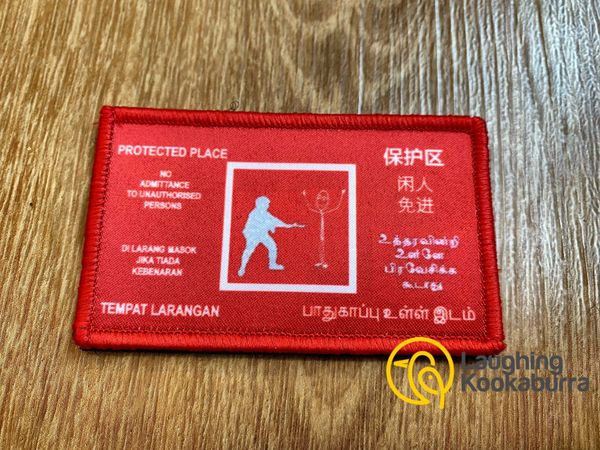 PROTECTED PLACE
NO
ADMITTANCE
TO UNAUTHORISED
PERSONS
DI LARANG MASOK
JIKA TIADA
KEBENARAN
TEMPAT LARANGAN
保护区
闲人
免进
உத்தரவின்றி
உள்ளே
பிரவேசிக்க
கூடாது
பாதுகாப்பு உள்ள இடம்
Laughing
Kookaburra